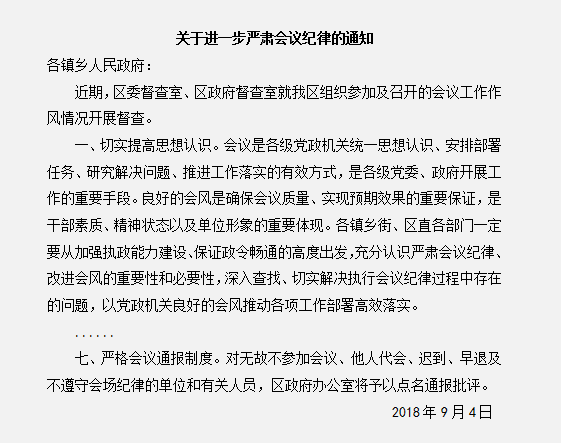 关于进一步严肃会议纪律的通知
各镇乡人民政府：
近期，区委督查室、区政府督查室就我区组织参加及召开的会议工作作
风情况开展督查。
一、切实提高思想认识。会议是各级党政机关统一思想认识、安排部署
任务、研究解决问题、推进工作落实的有效方式，是各级党委、政府开展工
作的重要手段。良好的会风是确保会议质量、实现预期效果的重要保证，是
干部素质、精神状态以及单位形象的重要体现。各镇乡街、区直各部门一定
要从加强执政能力建设、保证政令畅通的高度出发，充分认识严肃会议纪律、
改进会风的重要性和必要性，深入查找、切实解决执行会议纪律过程中存在
的问题，以党政机关良好的会风推动各项工作部署高效落实。
......
七、严格会议通报制度。对无故不参加会议、他人代会、迟到、早退及
不遵守会场纪律的单位和有关人员，区政府办公室将予以点名通报批评。
2018年9月4日